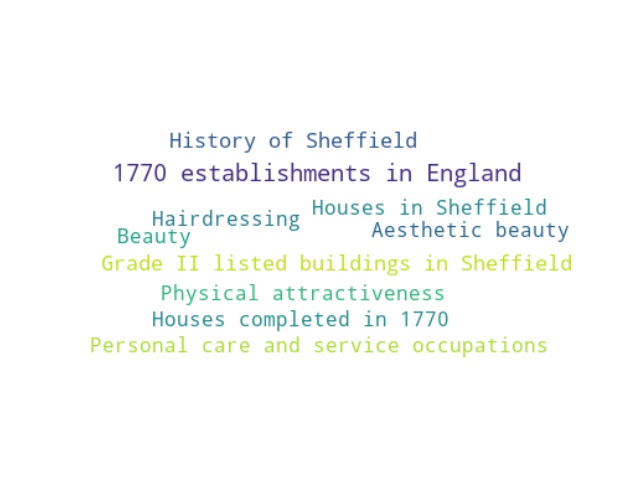 History of Sheffield
1770 establishments in England
Houses in Sheffield
Hairdressing
Aesthetic beauty
Beauty
Grade II listed buildings in Sheffield
Physical attractiveness
Houses completed in 1770
Personal care and service occupations